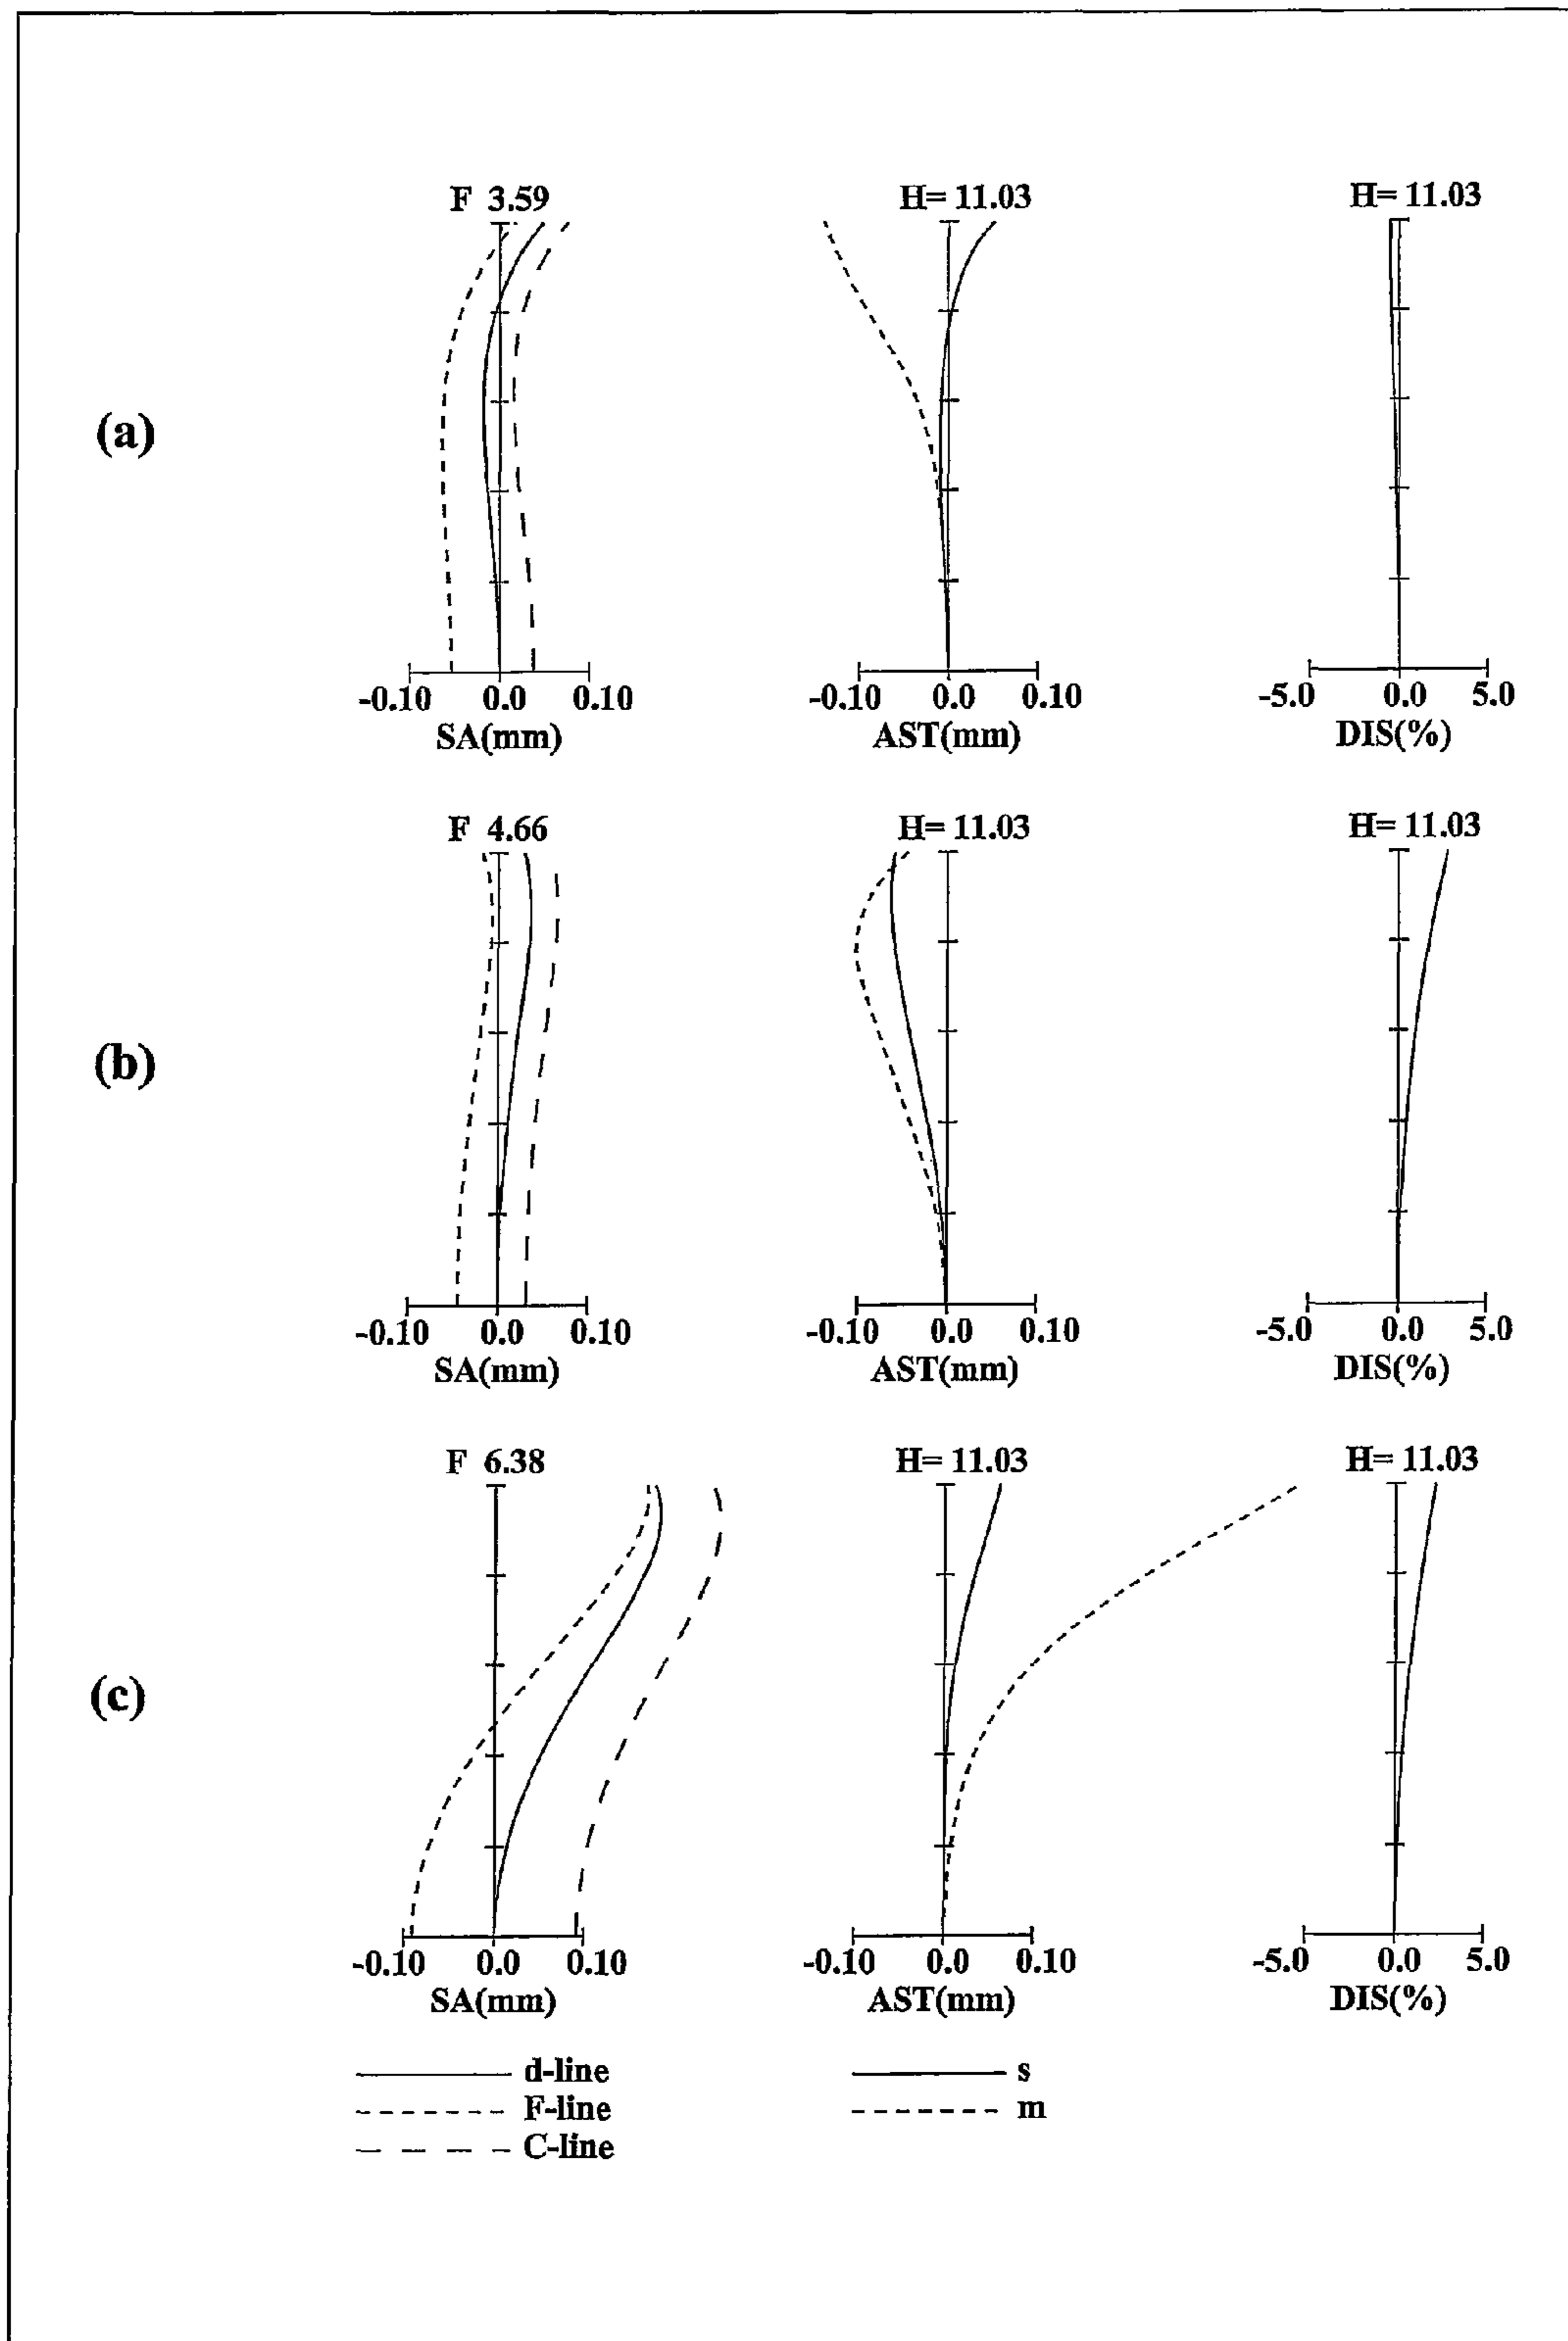 F 3.59 H= 11.03 H= 11.03
(a)
-0.10 0.0 0.10 -0.10 0.0 0.10 -5.0 0.0 5.0
SA(mm) AST(mm) DIS(%)
F 4.66 H= 11.03 H= 11.03
(b)
-0.10 0.0 0.10 -0.10 0.0 0.10 -5.0 0.0 5.0
SA(mm) AST(mm) DIS(%)
F 6.38 H= 11.03 H= 11.03
(c)
-0.10 0.0 0.10 -0.10 0.0 0.10 -5.0 0.0 5.0
SA(mm) AST(mm) DIS(%)
d-line s
F-line m
C-line